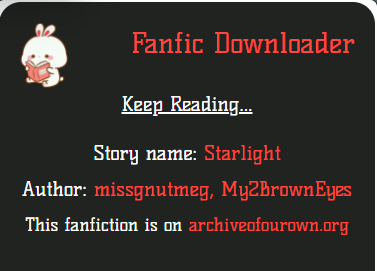 Fanfic Downloader
Keep Reading...
Story name: Starlight
Author: missgnutmeg, My2BrownEyes
This fanfiction is on archiveofourown.org